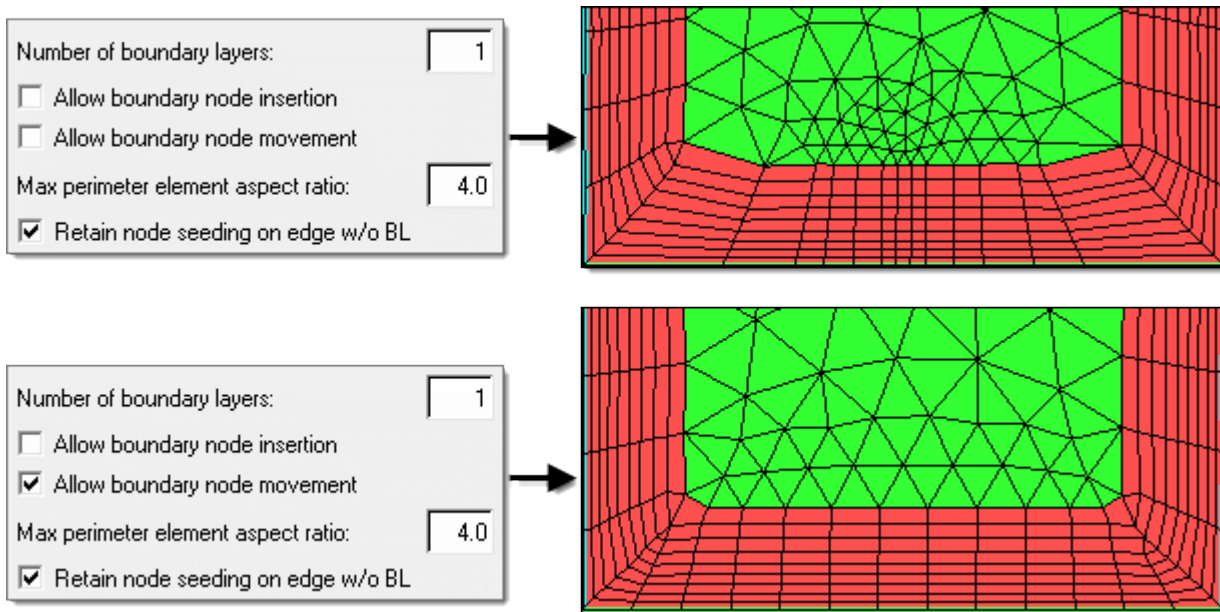 Number of boundary layers: 1
Allow boundary node insertion
Allow boundary node movement
Max perimeter element aspect ratio: 4.0
Retain node seeding on edge w/o BL
Number of boundary layers: 1
Allow boundary node insertion
Allow boundary node movement
Max perimeter element aspect ratio: 4.0
Retain node seeding on edge w/o BL